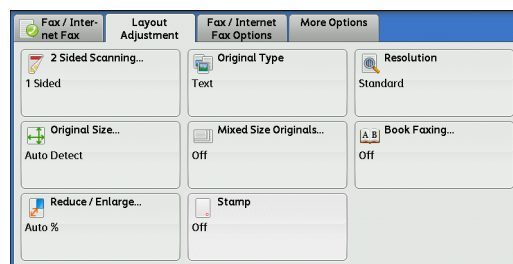 Fax / Inter-
net Fax
Layout
Adjustment
Fax / Internet
Fax Options
More Options
2 Sided Scanning...
1 Sided
Original Type
Text
Resolution
Standard
Original Size...
Auto Detect
Mixed Size Originals...
Off
Book Faxing...
A B
Off
Reduce / Enlarge...
Auto %
Stamp
Off